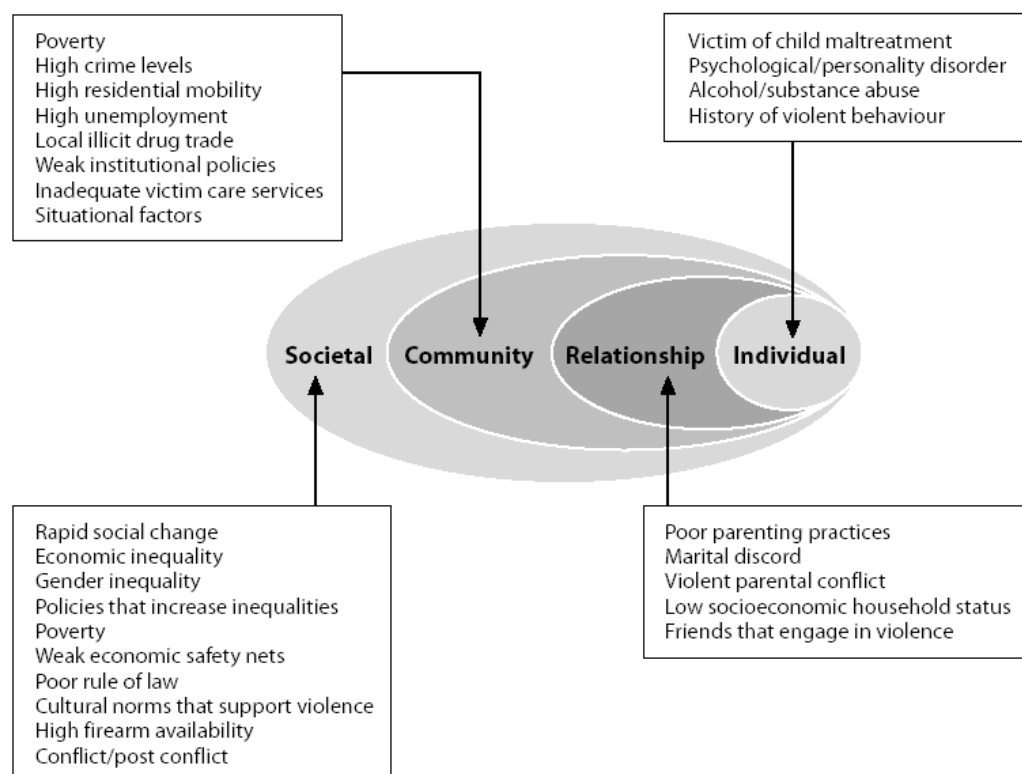 Poverty
High crime levels
High residential mobility
High unemployment
Local illicit drug trade
Weak institutional policies
Inadequate victim care services
Situational factors
Victim of child maltreatment
Psychological/personality disorder
Alcohol/substance abuse
History of violent behaviour
Societal
Community
Relationship
Individual
Rapid social change
Economic inequality
Gender inequality
Policies that increase inequalities
Poverty
Weak economic safety nets
Poor rule of law
Cultural norms that support violence
High firearm availability
Conflict/post conflict
Poor parenting practices
Marital discord
Violent parental conflict
Low socioeconomic household status
Friends that engage in violence